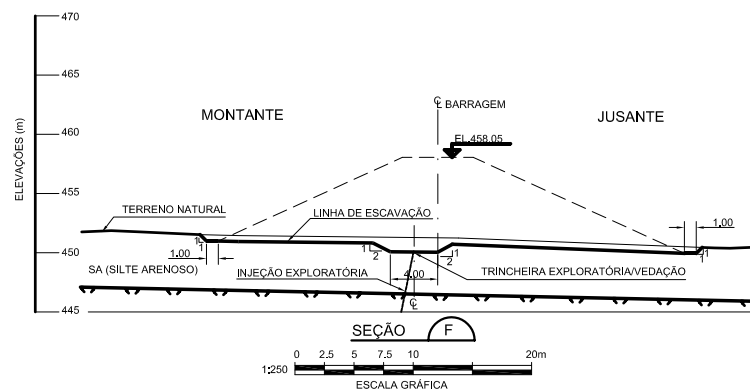 470
465
460
455
450
445
ELEVAÇÕES (m)
MONTANTE
℄ BARRAGEM
JUSANTE
EL.458.05
TERRENO NATURAL
LINHA DE ESCAVAÇÃO
1.00
1
1
1
2
1
2
1
1
1.00
SA (SILTE ARENOSO)
INJEÇÃO EXPLORATÓRIA
4.00
TRINCHEIRA EXPLORATÓRIA/VEDAÇÃO
℄
SEÇÃO F
0 2.5 5 7.5 10 20m
1:250
ESCALA GRÁFICA